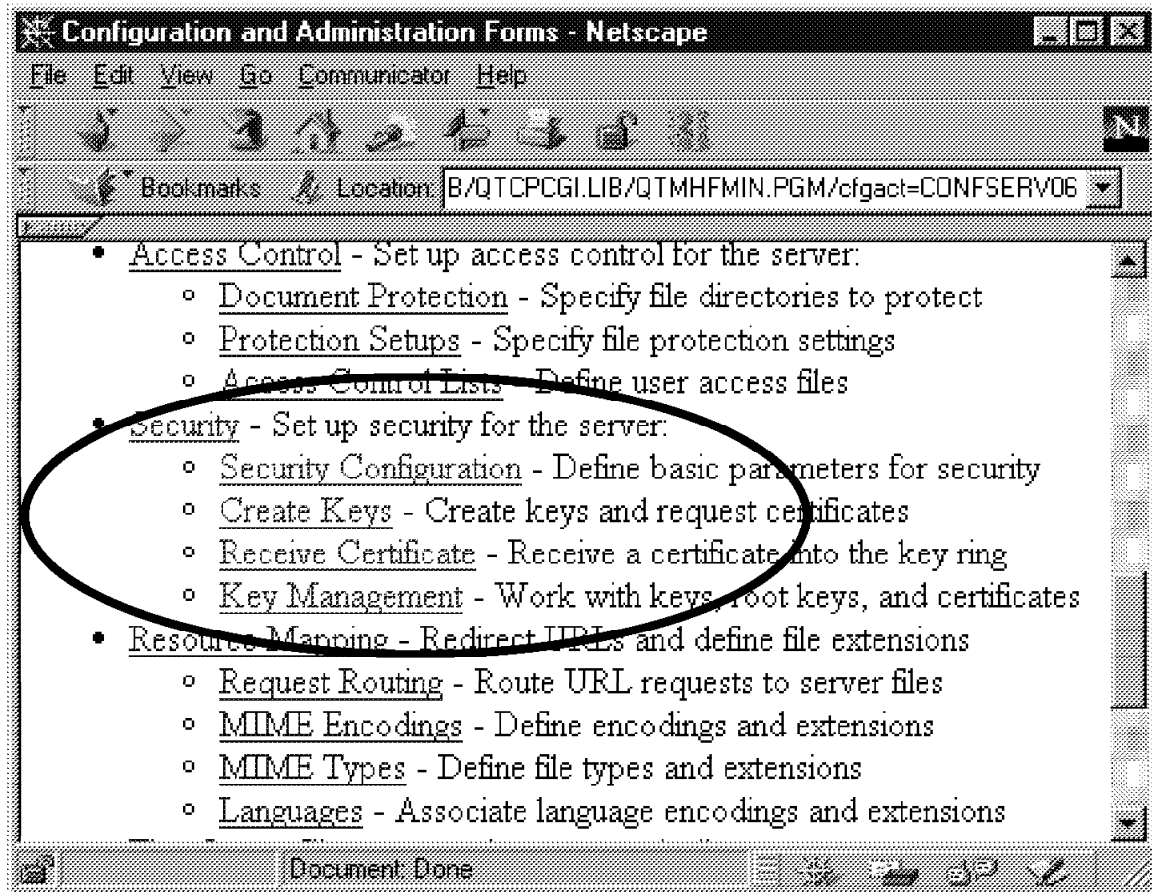 Configuration and Administration Forms - Netscape
File Edit View Go Communicator Help
N
Bookmarks Location B/QTCPCGI.LIB/QTMHFMIN.PGM/cfgact=CONFSERV06
• Access Control - Set up access control for the server:
◦ Document Protection - Specify file directories to protect
◦ Protection Setups - Specify file protection settings
◦ Access Control Lists - Define user access files
• Security - Set up security for the server:
◦ Security Configuration - Define basic parameters for security
◦ Create Keys - Create keys and request certificates
◦ Receive Certificate - Receive a certificate into the key ring
◦ Key Management - Work with keys, root keys, and certificates
• Resource Mapping - Redirect URLs and define file extensions
◦ Request Routing - Route URL requests to server files
◦ MIME Encodings - Define encodings and extensions
◦ MIME Types - Define file types and extensions
◦ Languages - Associate language encodings and extensions
Document: Done